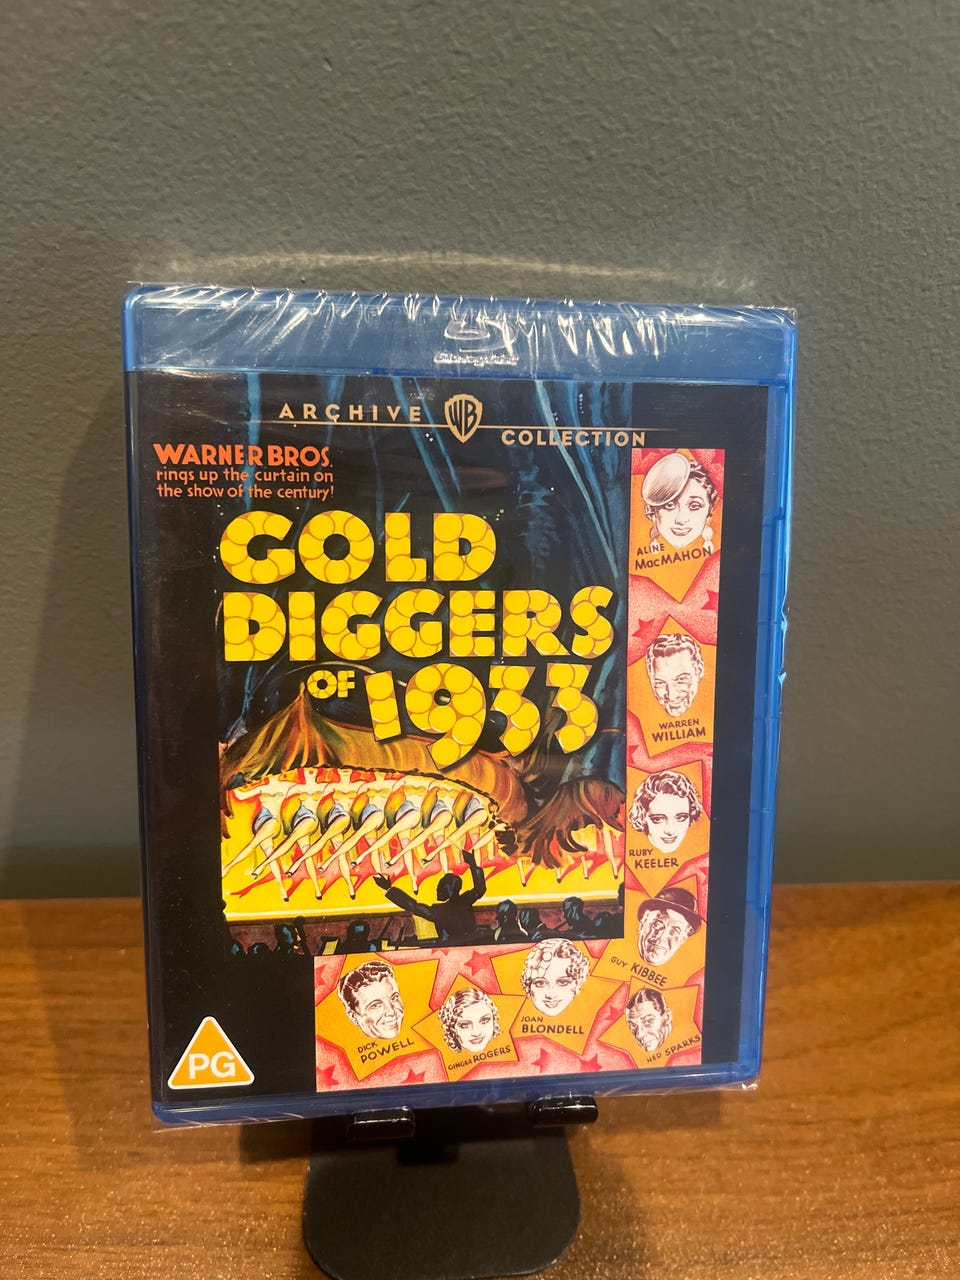 ARCHIVE WB COLLECTION
WARNER BROS.
rings up the curtain on
the show of the century!
GOLD
DIGGERS
OF 1933
ALINE
MacMAHON
WARREN
WILLIAM
RUBY
KEELER
GUY KIBBEE
NED SPARKS
JOAN
BLONDELL
GINGER ROGERS
DICK
POWELL
PG